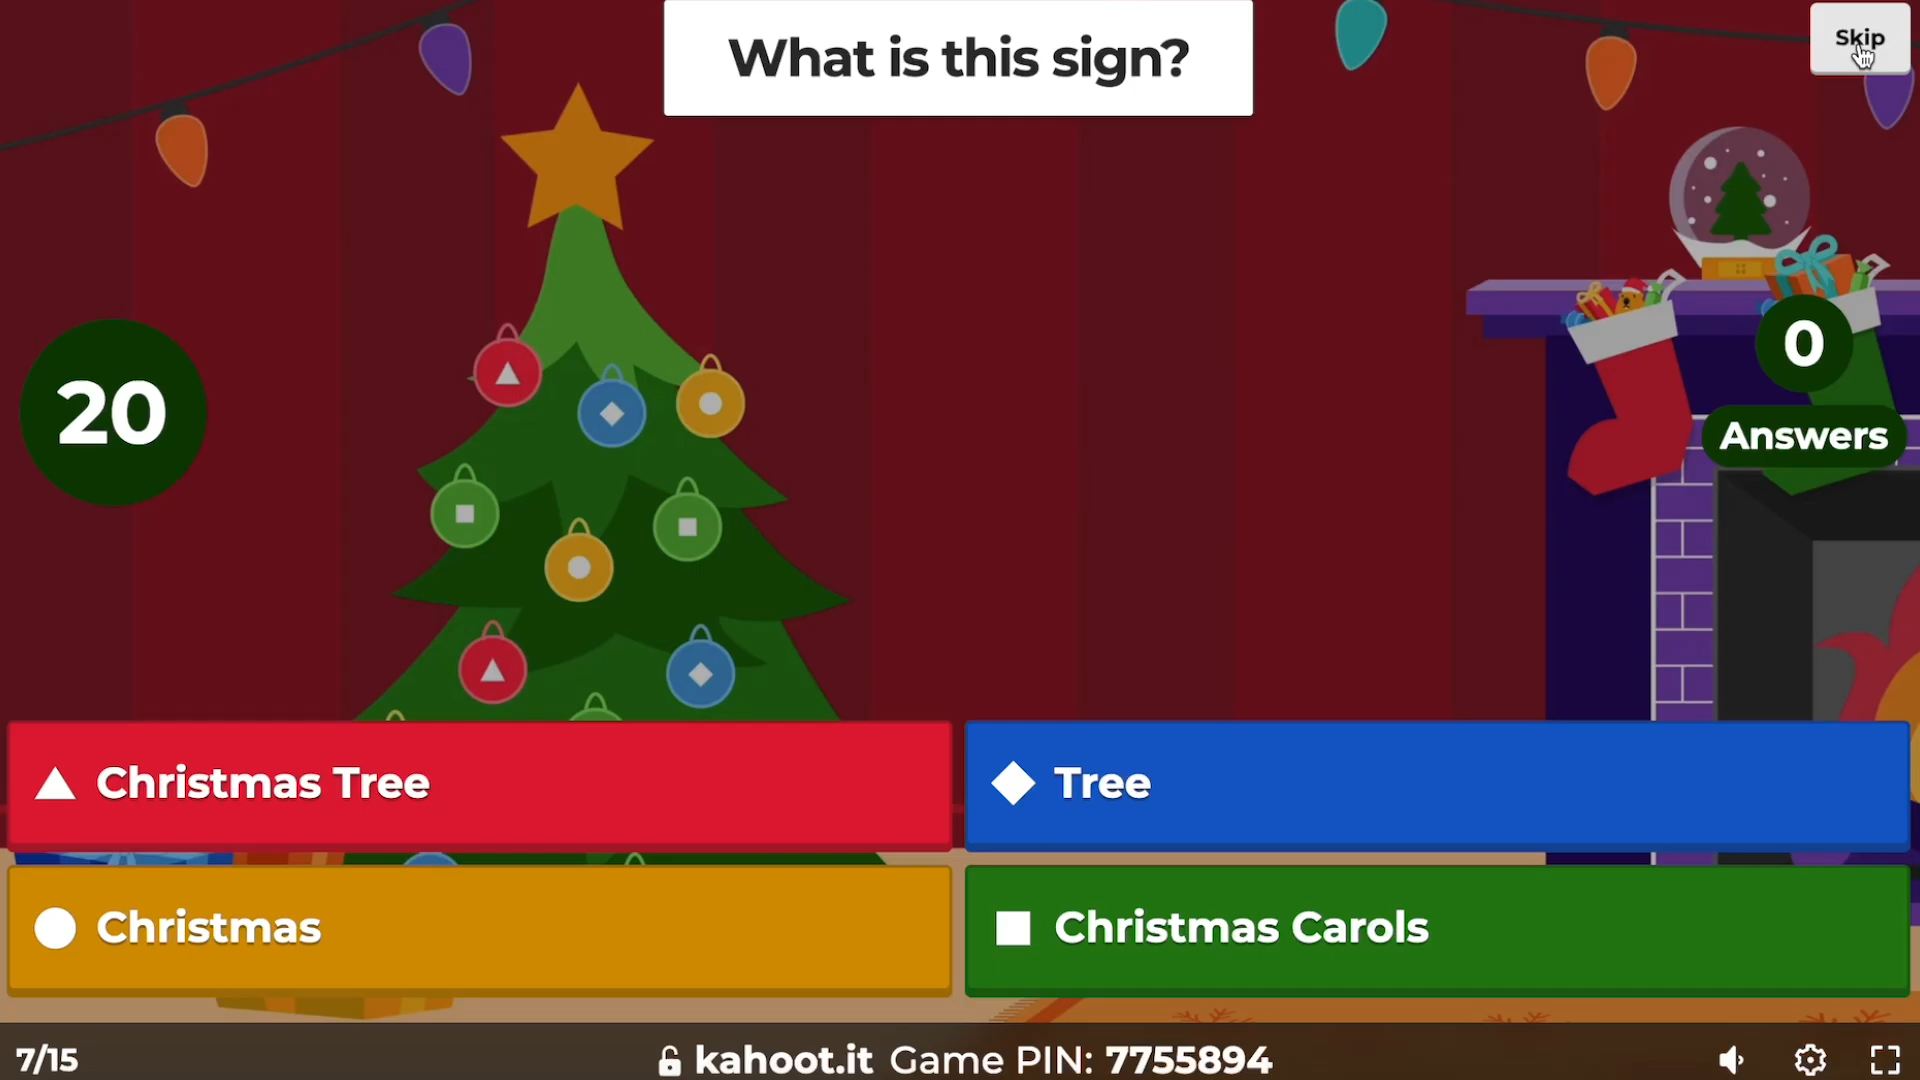 What is this sign?
Skip
20
0
Answers
Christmas Tree
Tree
Christmas
Christmas Carols
7/15
kahoot.it Game PIN: 7755894